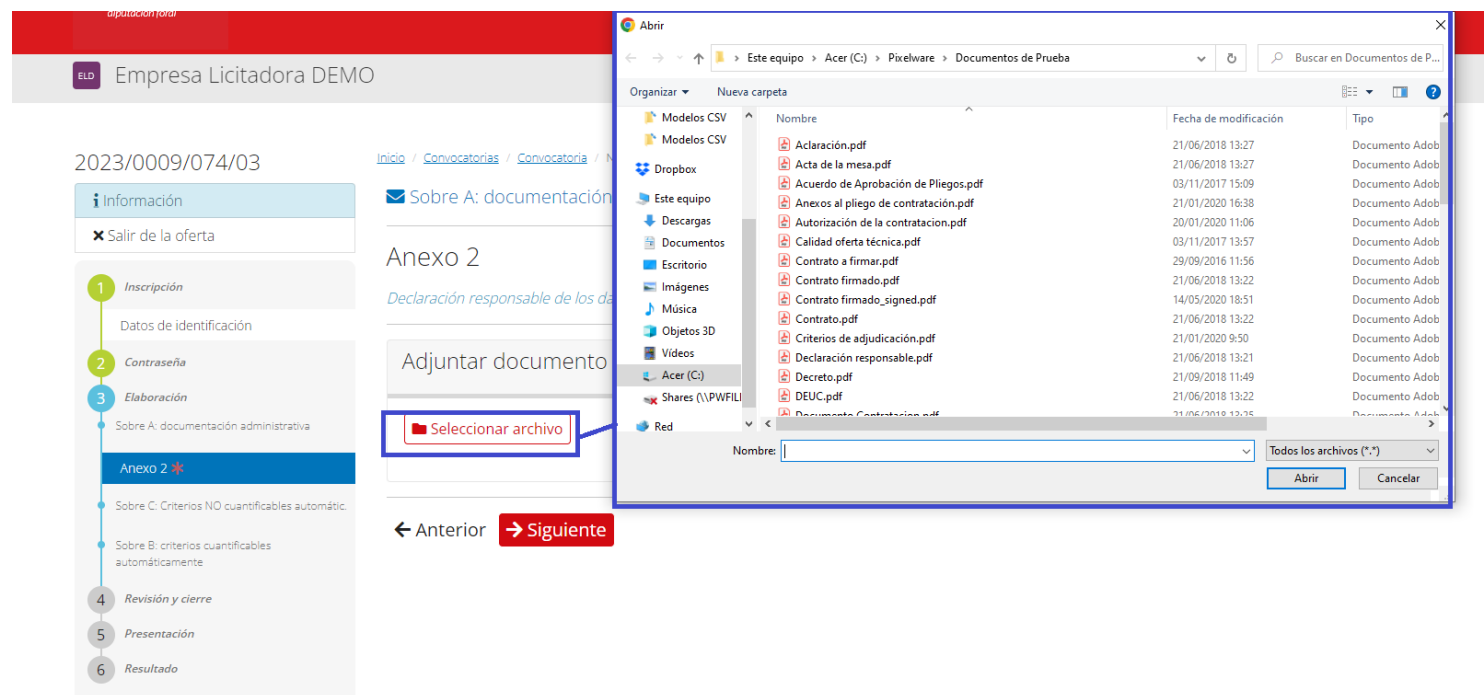 diputación foral
ELD Empresa Licitadora DEMO
2023/0009/074/03
Información
Salir de la oferta
1 Inscripción
Datos de identificación
2 Contraseña
3 Elaboración
Sobre A: documentación administrativa
Anexo 2 *
Sobre C: Criterios NO cuantificables automátic.
Sobre B: criterios cuantificables
automáticamente
4 Revisión y cierre
5 Presentación
6 Resultado
Inicio / Convocatorias / Convocatoria / N
Sobre A: documentación
Anexo 2
Declaración responsable de los da
Adjuntar documento
Seleccionar archivo
Anterior Siguiente
Abrir
Este equipo > Acer (C:) > Pixelware > Documentos de Prueba
Buscar en Documentos de P...
Organizar Nueva carpeta
Modelos CSV
Modelos CSV
Dropbox
Este equipo
Descargas
Documentos
Escritorio
Imágenes
Música
Objetos 3D
Vídeos
Acer (C:)
Shares (\\PWFILI
Red
Nombre Fecha de modificación Tipo
Aclaración.pdf 21/06/2018 13:27 Documento Adob
Acta de la mesa.pdf 21/06/2018 13:27 Documento Adob
Acuerdo de Aprobación de Pliegos.pdf 03/11/2017 15:09 Documento Adob
Anexos al pliego de contratación.pdf 21/01/2020 16:38 Documento Adob
Autorización de la contratacion.pdf 20/01/2020 11:06 Documento Adob
Calidad oferta técnica.pdf 03/11/2017 13:57 Documento Adob
Contrato a firmar.pdf 29/09/2016 11:56 Documento Adob
Contrato firmado.pdf 21/06/2018 13:22 Documento Adob
Contrato firmado_signed.pdf 14/05/2020 18:51 Documento Adob
Contrato.pdf 21/06/2018 13:22 Documento Adob
Criterios de adjudicación.pdf 21/01/2020 9:50 Documento Adob
Declaración responsable.pdf 21/06/2018 13:21 Documento Adob
Decreto.pdf 21/09/2018 11:49 Documento Adob
DEUC.pdf 21/06/2018 13:22 Documento Adob
Documento Contratacion.pdf 21/06/2018 13:25 Documento Adob
Nombre:
Todos los archivos (*.*)
Abrir Cancelar